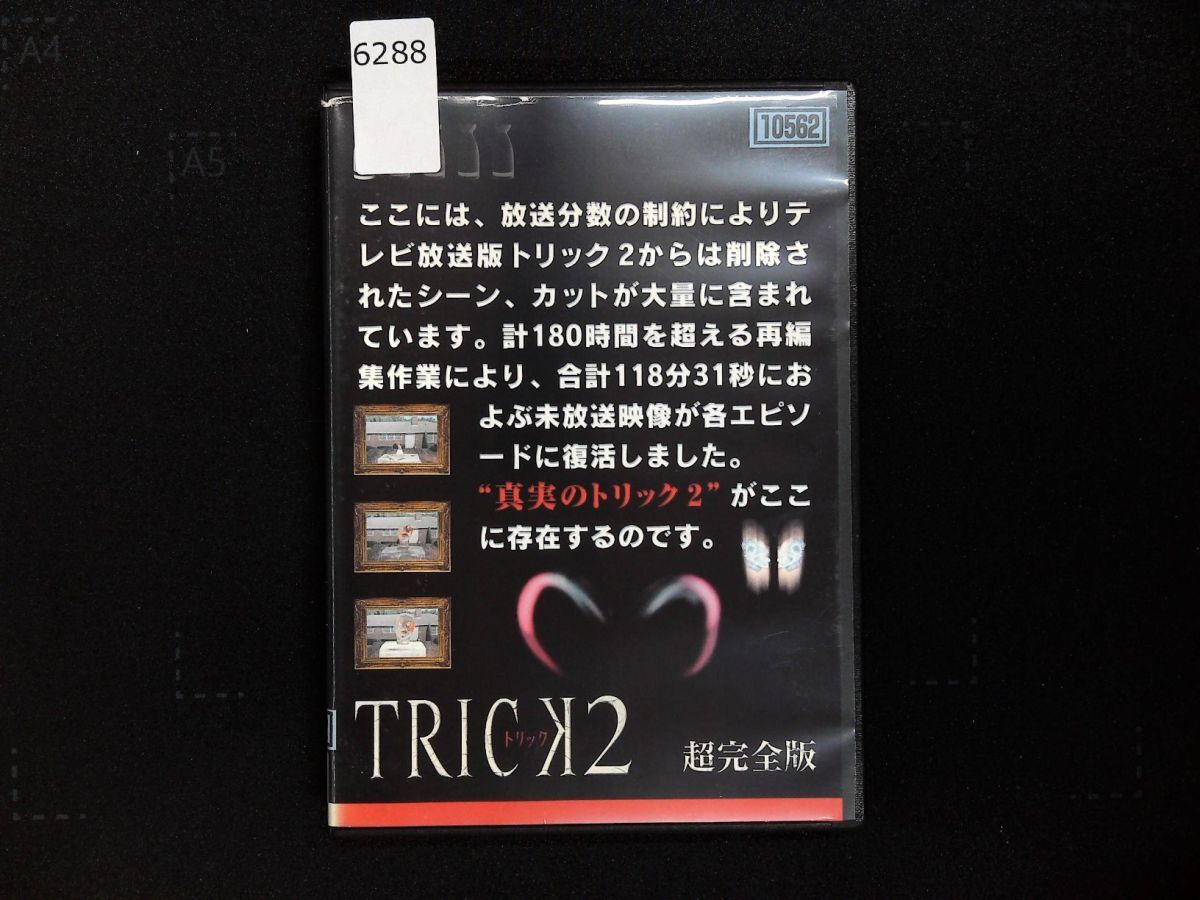 A4
6288
10562
A5
ここには、放送分数の制約によりテ
レビ放送版トリック2からは削除さ
れたシーン、カットが大量に含まれ
ています。計180時間を超える再編
集作業により、合計118分31秒にお
よぶ未放送映像が各エピソ
ードに復活しました。
“真実のトリック2”がここ
に存在するのです。
TRICK2
トリック
超完全版